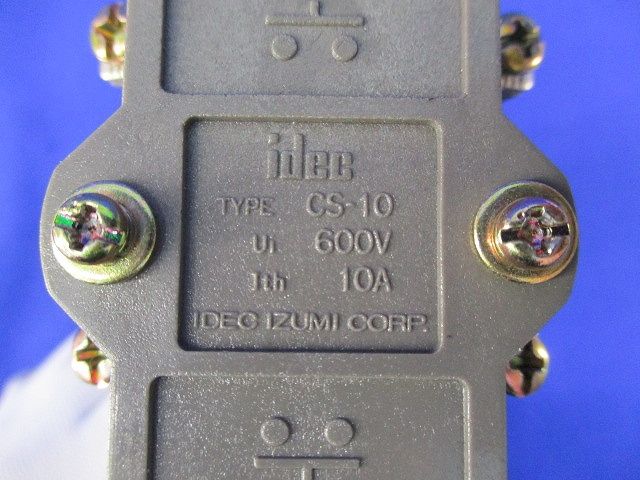 idec
TYPE CS-10
Ui 600V
Ith 10A
IDEC IZUMI CORP.